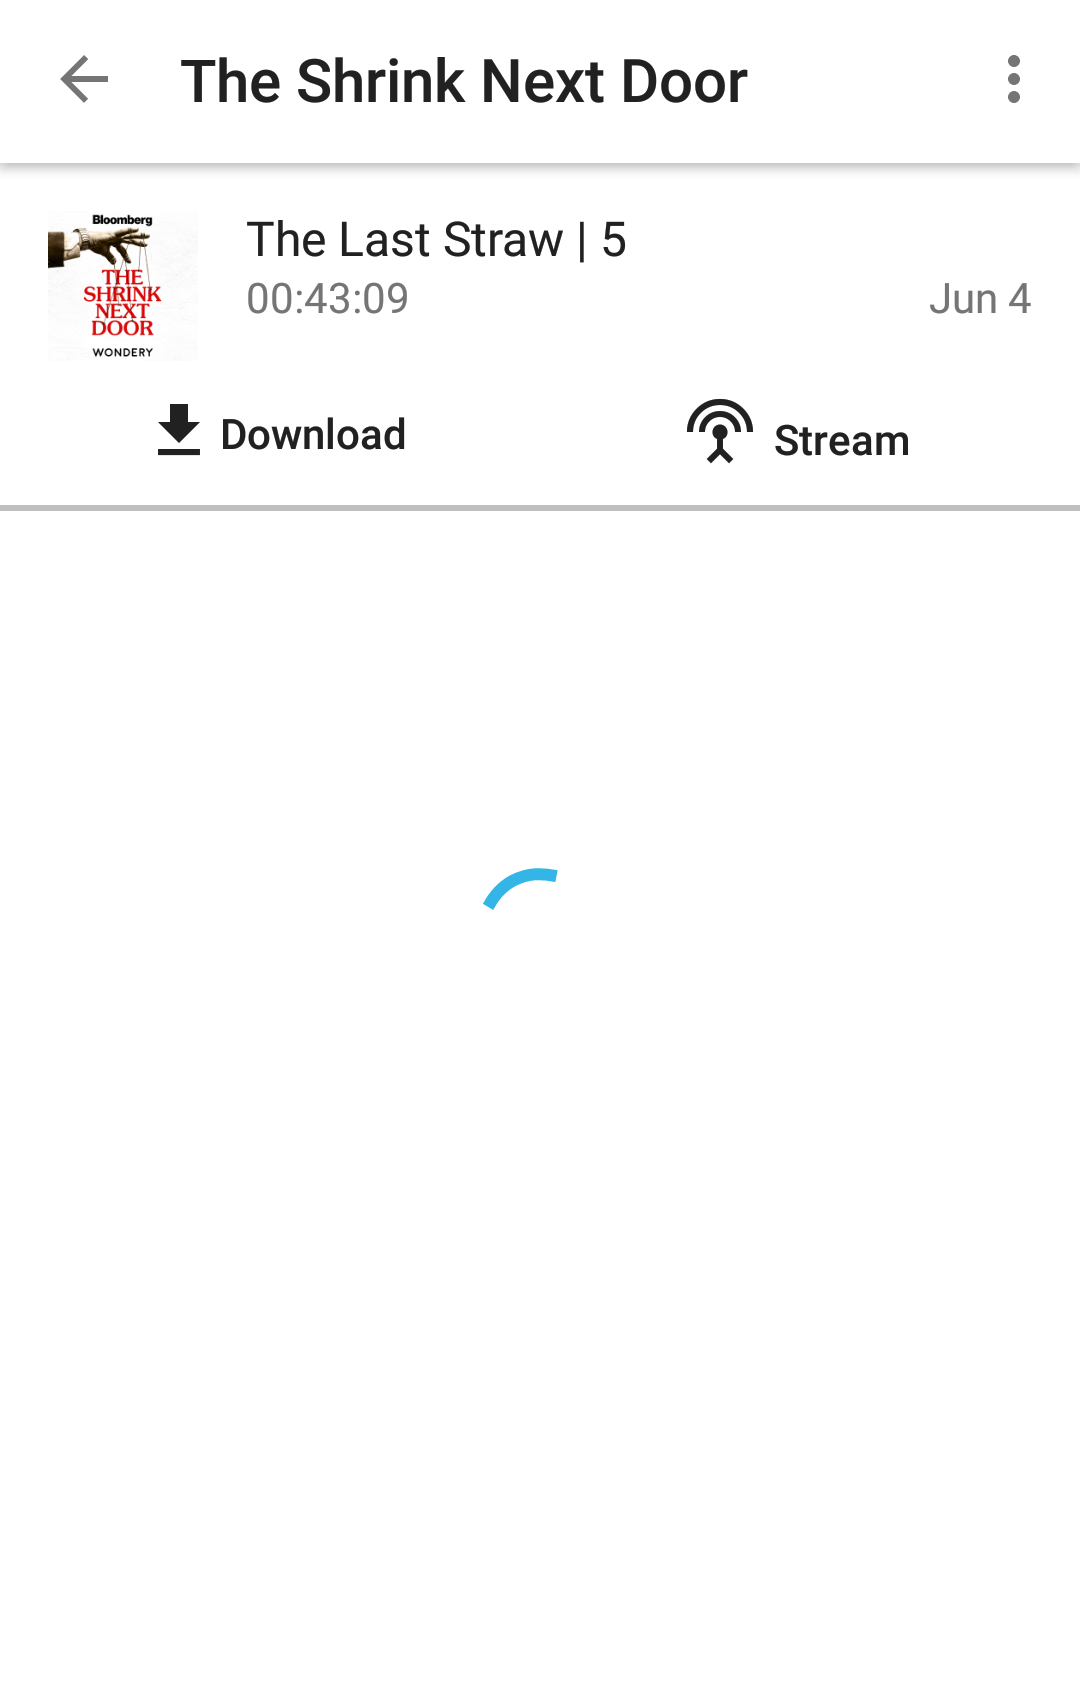 The Shrink Next Door
Bloomberg
THE
SHRINK
NEXT
DOOR
WONDERY
The Last Straw | 5
00:43:09
Jun 4
Download
Stream